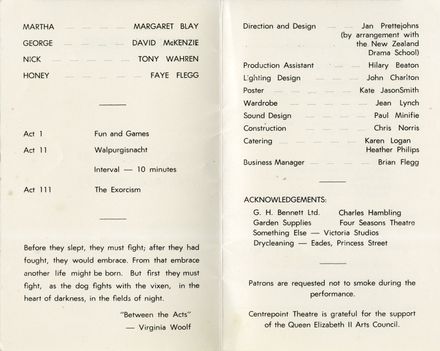 MARTHA — — — MARGARET BLAY
GEORGE — — — DAVID McKENZIE
NICK — — — — TONY WAHREN
HONEY — — — — FAYE FLEGG
Act 1 Fun and Games
Act 11 Walpurgisnacht
Interval — 10 minutes
Act 111 The Exorcism
Before they slept, they must fight; after they had
fought, they would embrace. From that embrace
another life might be born. But first they must
fight, as the dog fights with the vixen, in the
heart of darkness, in the fields of night.
"Between the Acts"
— Virginia Woolf
Direction and Design — Jan Prettejohns
(by arrangement with
the New Zealand
Drama School)
Production Assistant — — Hilary Beaton
Lighting Design — — — John Charlton
Poster — — — — Kate JasonSmith
Wardrobe — — — — Jean Lynch
Sound Design — — — Paul Minifie
Construction — — — Chris Norris
Catering — — — — Karen Logan
Heather Philips
Business Manager — — — Brian Flegg
ACKNOWLEDGEMENTS:
G. H. Bennett Ltd. Charles Hambling
Garden Supplies Four Seasons Theatre
Something Else — Victoria Studios
Drycleaning — Eades, Princess Street
Patrons are requested not to smoke during the
performance.
Centrepoint Theatre is grateful for the support
of the Queen Elizabeth II Arts Council.